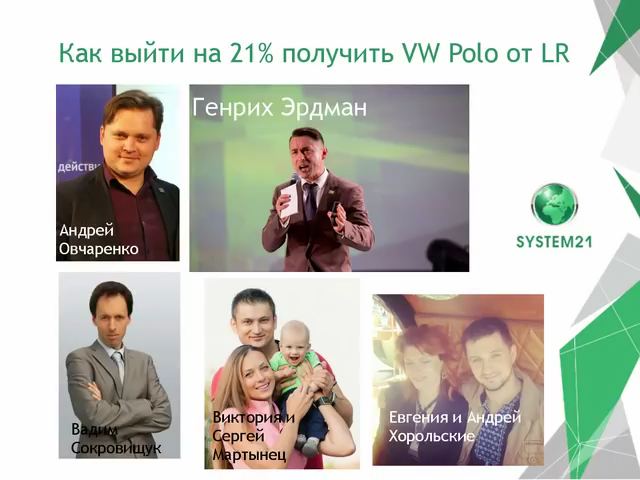 Как выйти на 21% получить VW Polo от LR
Генрих Эрдман
действи
Андрей
Овчаренко
SYSTEM21
Вадим
Сокровищук
Виктория и
Сергей
Мартынец
Евгения и Андрей
Хорольские